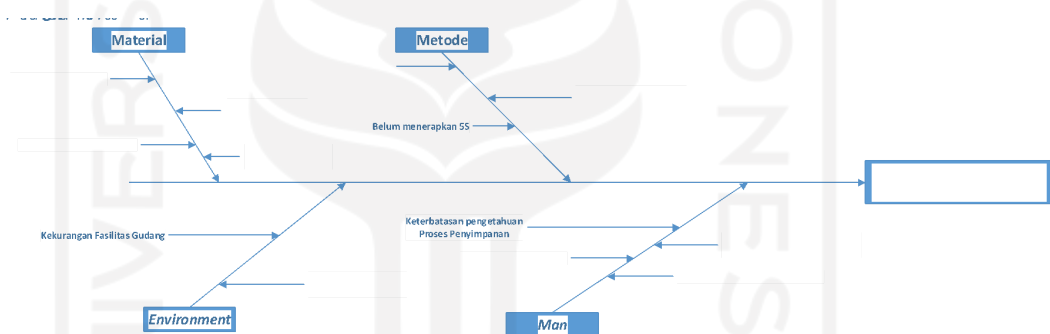 Material
Metode
Belum menerapkan 5S
Keterbatasan pengetahuan
Proses Penyimpanan
Kekurangan Fasilitas Gudang
Environment
Man